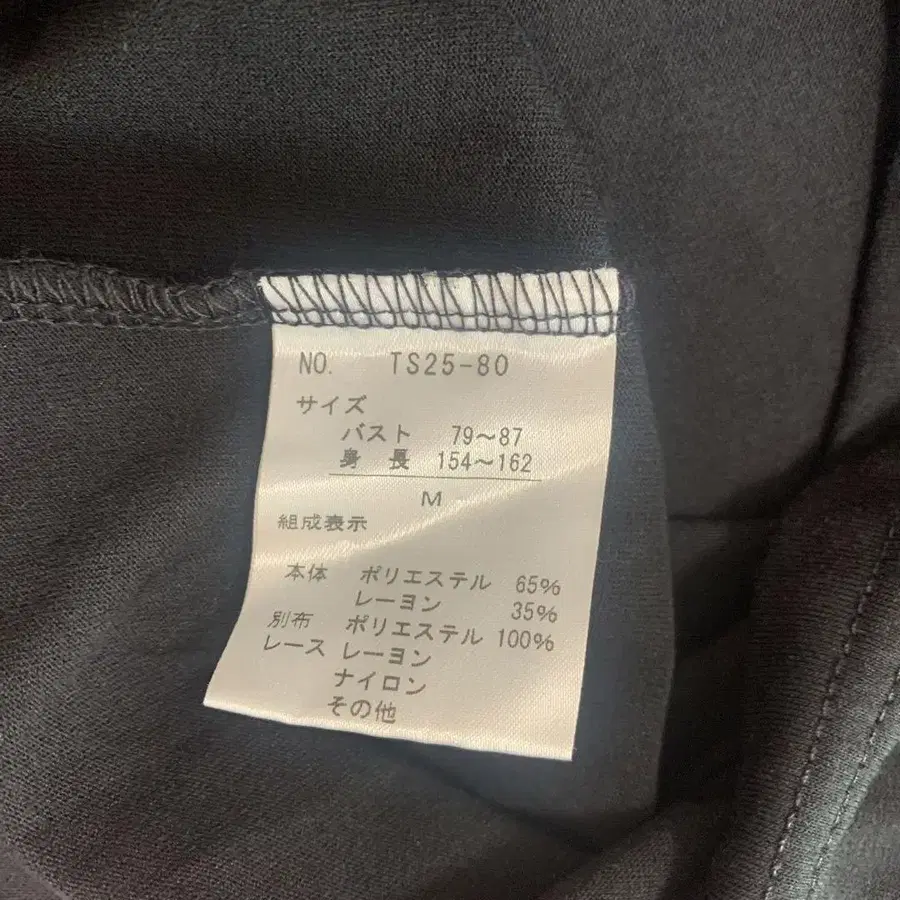 NO. TS25-80
サイズ
バスト 79～87
身 長 154～162
M
組成表示
本体 ポリエステル 65%
レーヨン 35%
別布 ポリエステル 100%
レース レーヨン
ナイロン
その他